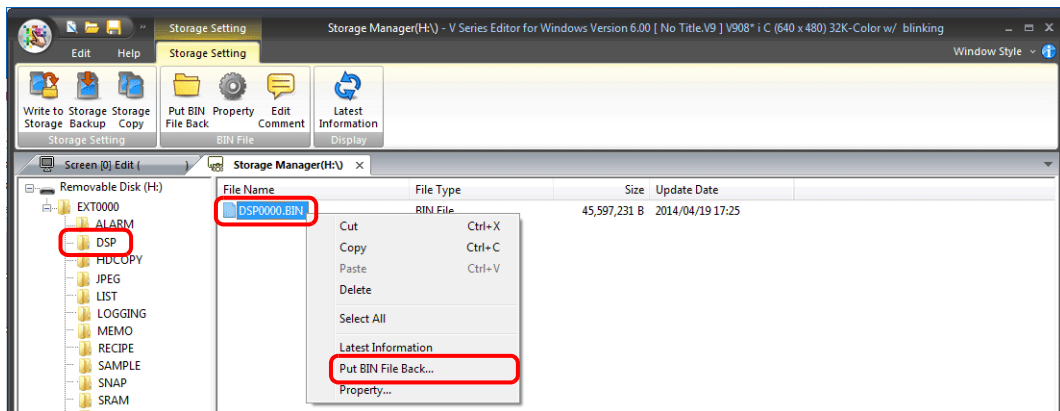 Storage Setting
Storage Manager(H:\) - V Series Editor for Windows Version 6.00 [ No Title.V9 ] V908* i C (640 x 480) 32K-Color w/ blinking
Edit Help Storage Setting
Window Style
Write to Storage
Storage Backup
Storage Copy
Put BIN File Back
Property
Edit Comment
Latest Information
Storage Setting
BIN File
Display
Screen [0] Edit ( )
Storage Manager(H:\)
Removable Disk (H:)
EXT0000
ALARM
DSP
HDCOPY
JPEG
LIST
LOGGING
MEMO
RECIPE
SAMPLE
SNAP
SRAM
File Name File Type Size Update Date
DSP0000.BIN BIN File 45,597,231 B 2014/04/19 17:25
Cut Ctrl+X
Copy Ctrl+C
Paste Ctrl+V
Delete
Select All
Latest Information
Put BIN File Back...
Property...